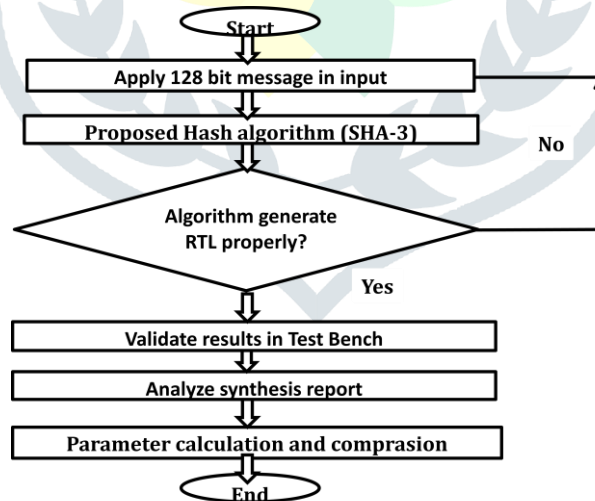 Start
Apply 128 bit message in input
Proposed Hash algorithm (SHA-3)
No
Algorithm generate
RTL properly?
Yes
Validate results in Test Bench
Analyze synthesis report
Parameter calculation and comprasion
End